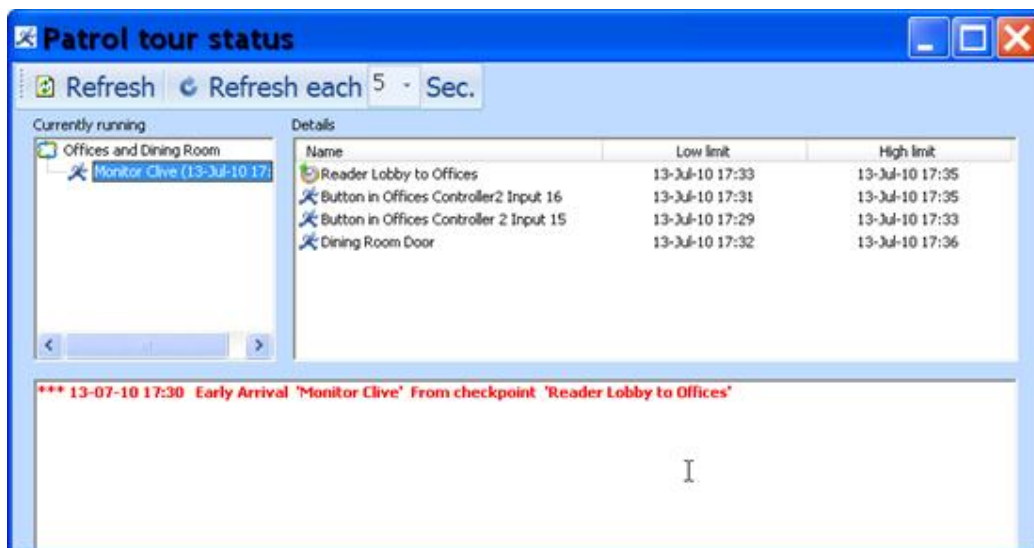 Patrol tour status
Refresh Refresh each 5 Sec.
Currently running Details
Offices and Dining Room
Monitor Clive (13-Jul-10 17:
Name Low limit High limit
Reader Lobby to Offices 13-Jul-10 17:33 13-Jul-10 17:35
Button in Offices Controller2 Input 16 13-Jul-10 17:31 13-Jul-10 17:35
Button in Offices Controller 2 Input 15 13-Jul-10 17:29 13-Jul-10 17:33
Dining Room Door 13-Jul-10 17:32 13-Jul-10 17:36
*** 13-07-10 17:30 Early Arrival 'Monitor Clive' From checkpoint 'Reader Lobby to Offices'